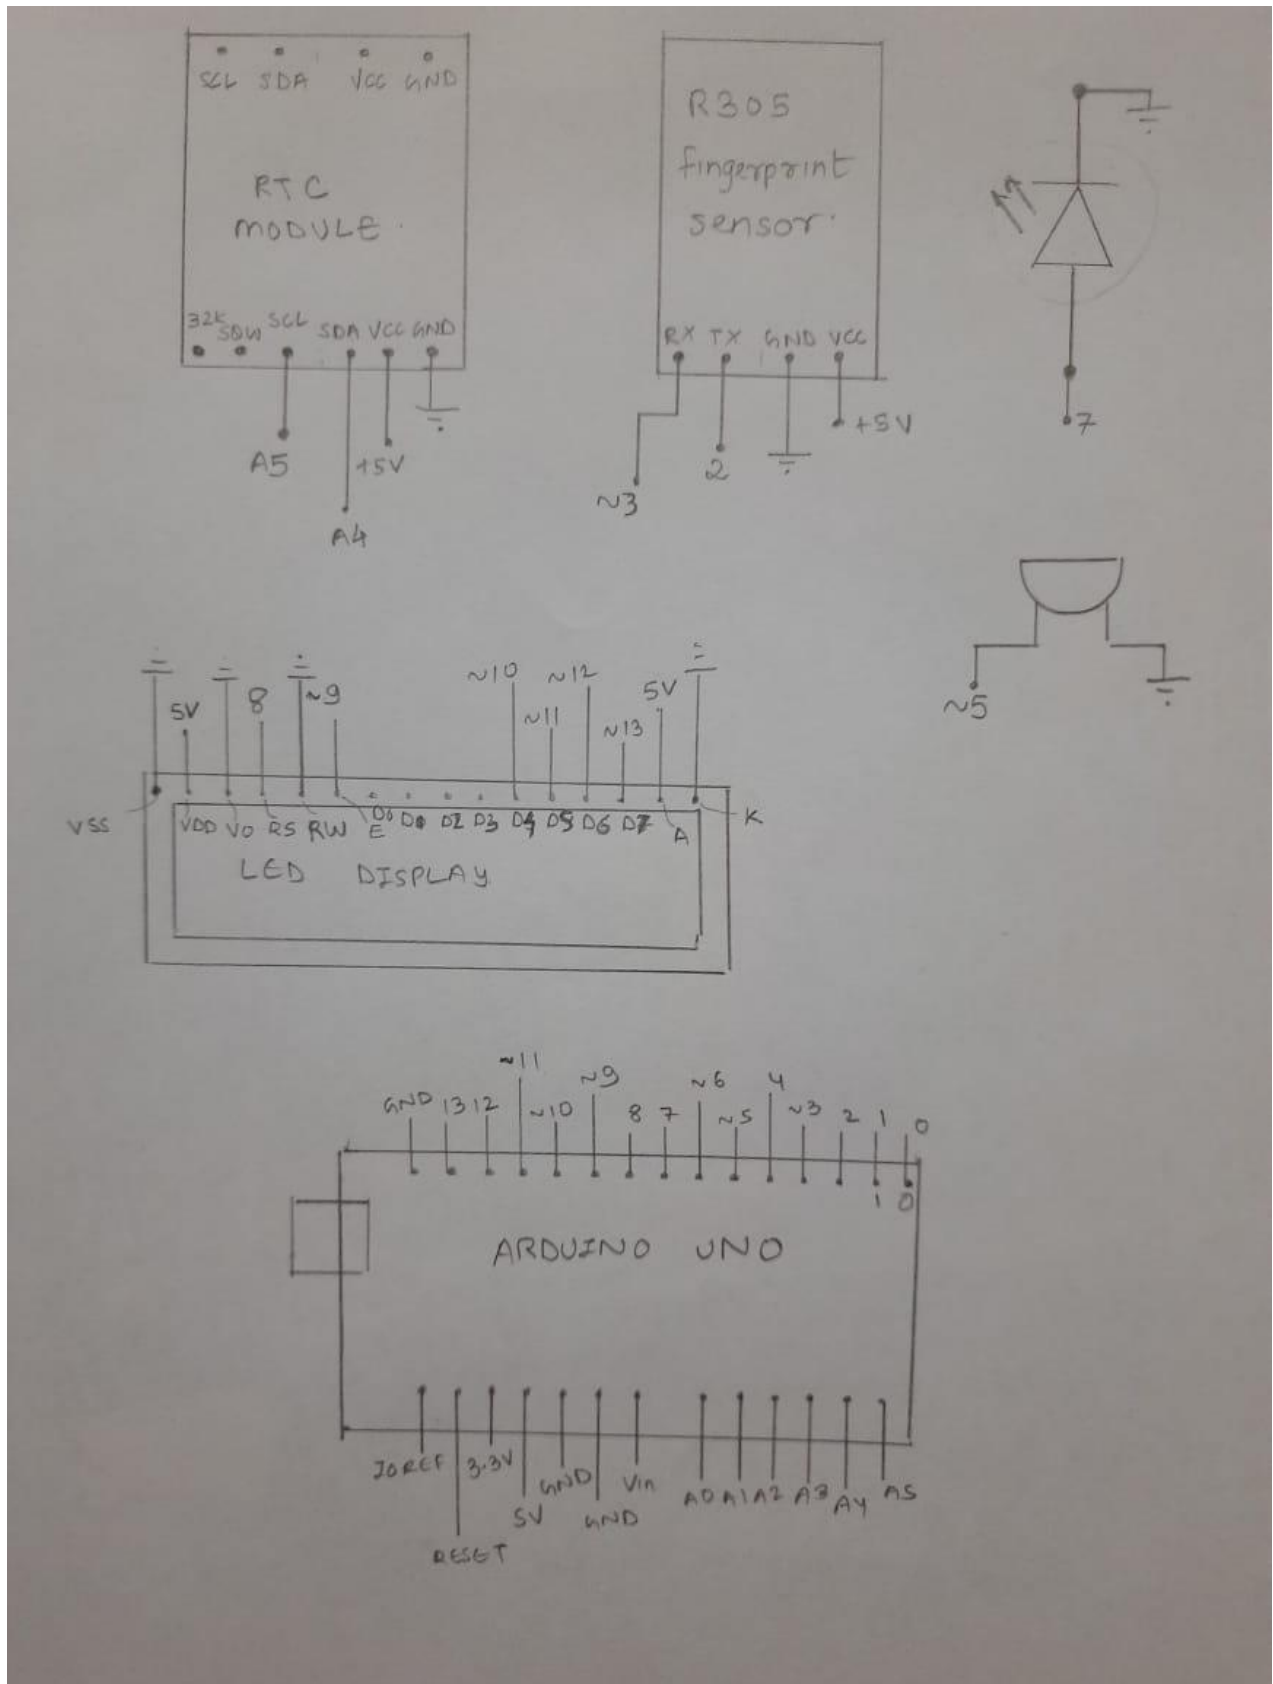 SCL SDA VCC GND
RTC
MODULE.
32K SQW SCL SDA VCC GND
A5
+5V
A4
R305
fingerprint
sensor.
RX TX GND VCC
+5V
2
~3
7
~5
5V 8 ~9 ~10 ~11 ~12 ~13 5V
VSS VDD VO RS RW E D0 D2 D3 D4 D5 D6 D7 A K
LED DISPLAY
GND 13 12 ~11 ~10 ~9 8 7 ~6 ~5 4 ~3 2 1 0
1 0
ARDUINO UNO
IOREF RESET 3.3V 5V GND GND Vin A0 A1 A2 A3 A4 A5